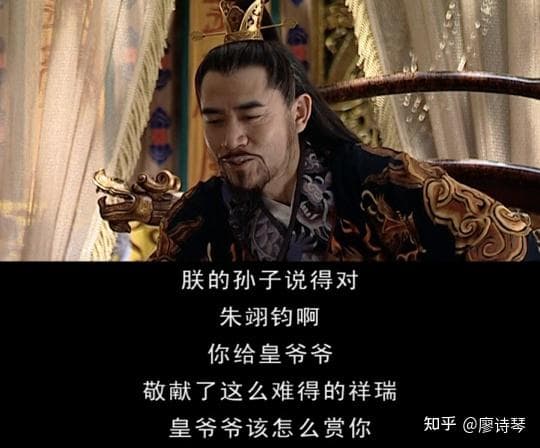 朕的孙子说得对
朱翊钧啊
你给皇爷爷
敬献了这么难得的祥瑞
皇爷爷该怎么赏你
知乎 @廖诗琴